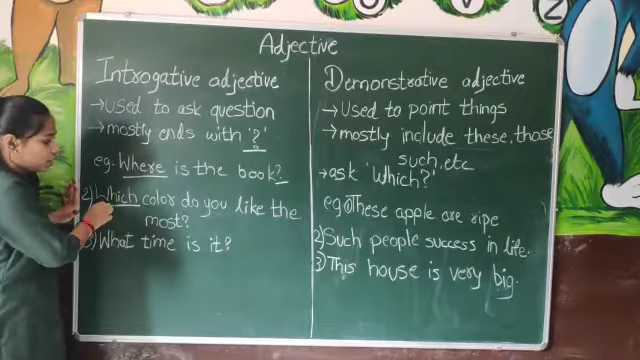 Adjective
Introgative adjective
→ used to ask question
→ mostly ends with '?'
eg. Where is the book?
2) Which color do you like the
most?
3) What time is it?
Demonstrative adjective
→ Used to point things
→ mostly include these, those
such, etc
→ ask 'Which?'
eg ① These apple are ripe
2) Such people success in life.
③ This house is very big.
V
Z